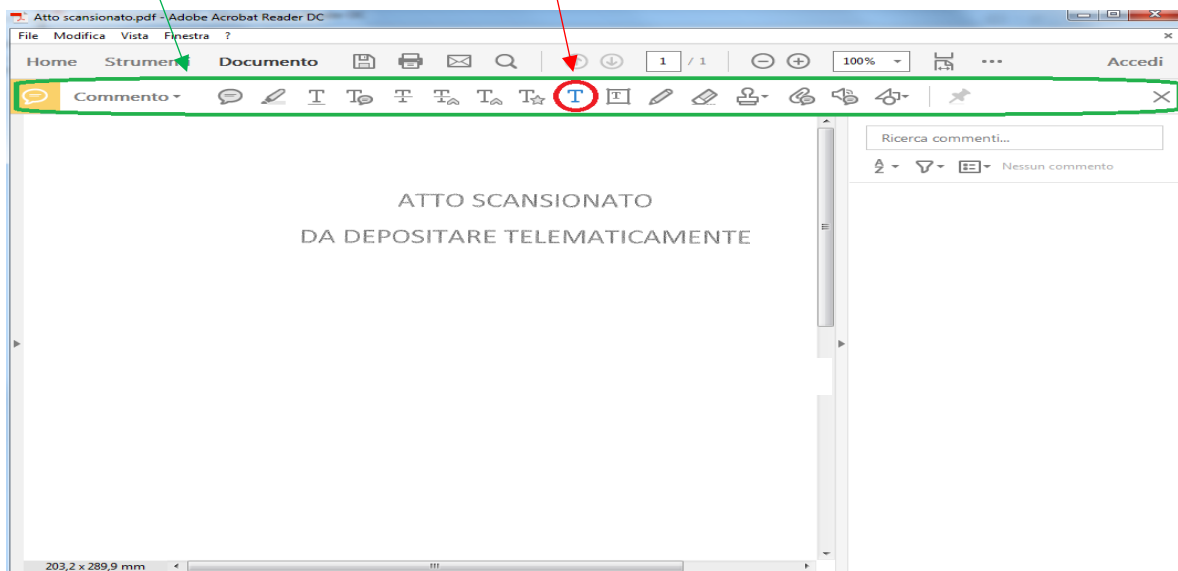 Atto scansionato.pdf - Adobe Acrobat Reader DC
File Modifica Vista Finestra ?
Home Strumenti Documento 1 / 1 100% Accedi
Commento
Ricerca commenti...
Nessun commento
ATTO SCANSIONATO
DA DEPOSITARE TELEMATICAMENTE
203,2 x 289,9 mm